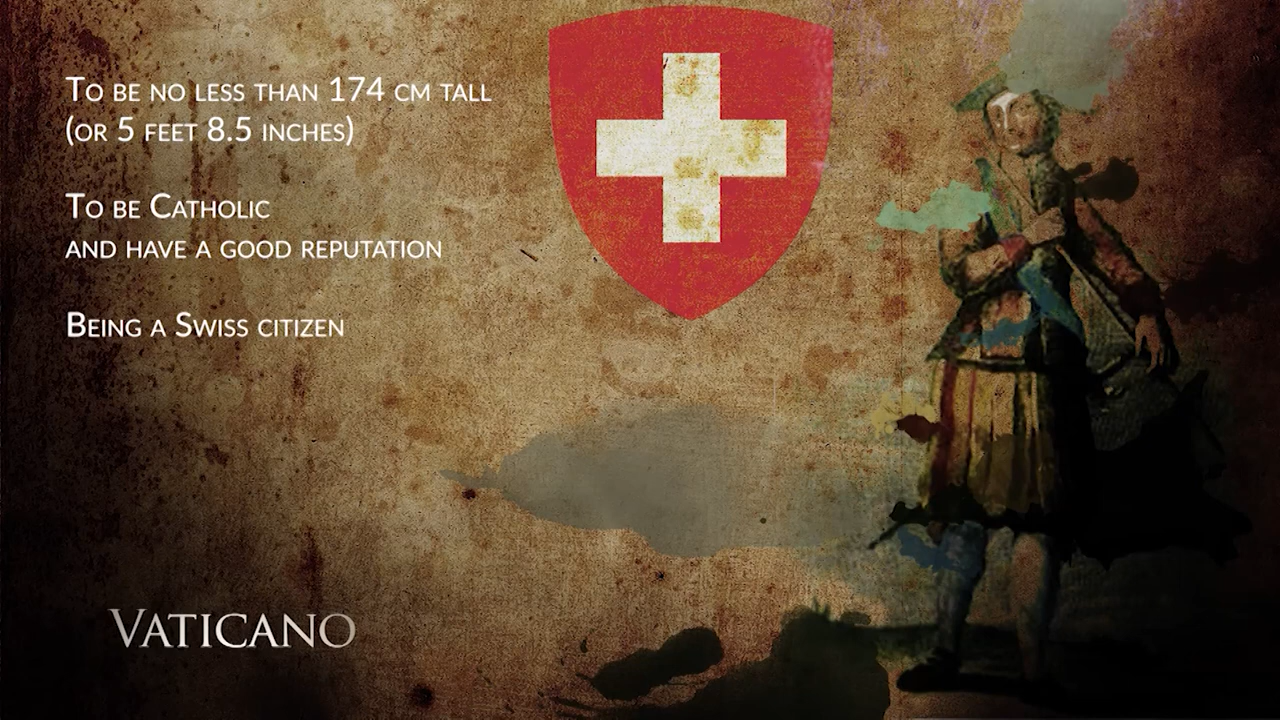 To be no less than 174 cm tall
(or 5 feet 8.5 inches)
To be Catholic
and have a good reputation
Being a Swiss citizen
Vaticano